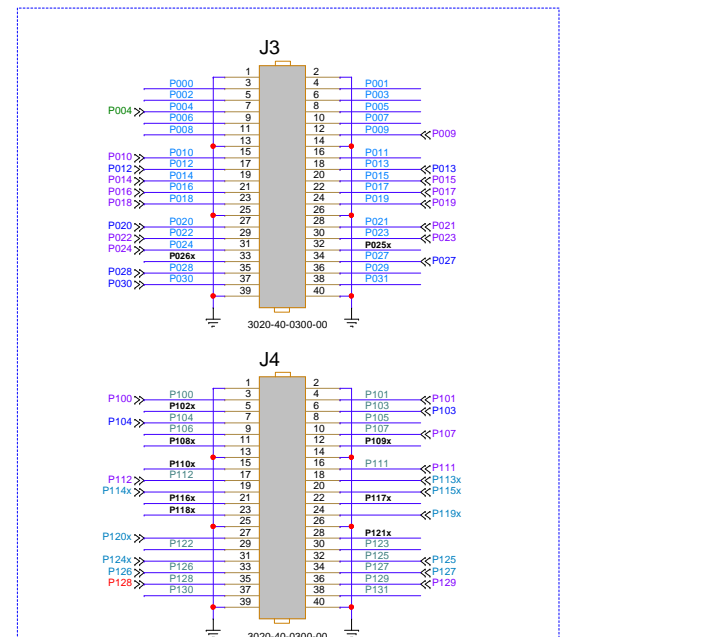 J3
1 2
P000 3 4 P001
P002 5 6 P003
P004 P004 7 8 P005
P006 9 10 P007
P008 11 12 P009 P009
13 14
P010 P010 15 16 P011
P012 P012 17 18 P013 P013
P014 P014 19 20 P015 P015
P016 P016 21 22 P017 P017
P018 P018 23 24 P019 P019
25 26
P020 P020 27 28 P021 P021
P022 P022 29 30 P023 P023
P024 P024 31 32 P025x
P026x 33 34 P027 P027
P028 P028 35 36 P029
P030 P030 37 38 P031
39 40
3020-40-0300-00
J4
1 2
P100 P100 3 4 P101 P101
P102x 5 6 P103 P103
P104 P104 7 8 P105
P106 9 10 P107 P107
P108x 11 12 P109x
13 14
P110x 15 16 P111 P111
P112 P112 17 18 P113x
P114x 19 20 P115x
P116x 21 22 P117x
P118x 23 24 P119x
25 26
P120x 27 28 P121x
P122 29 30 P123
P124x 31 32 P125 P125
P126 P126 33 34 P127 P127
P128 P128 35 36 P129 P129
P130 37 38 P131
39 40
3020-40-0300-00